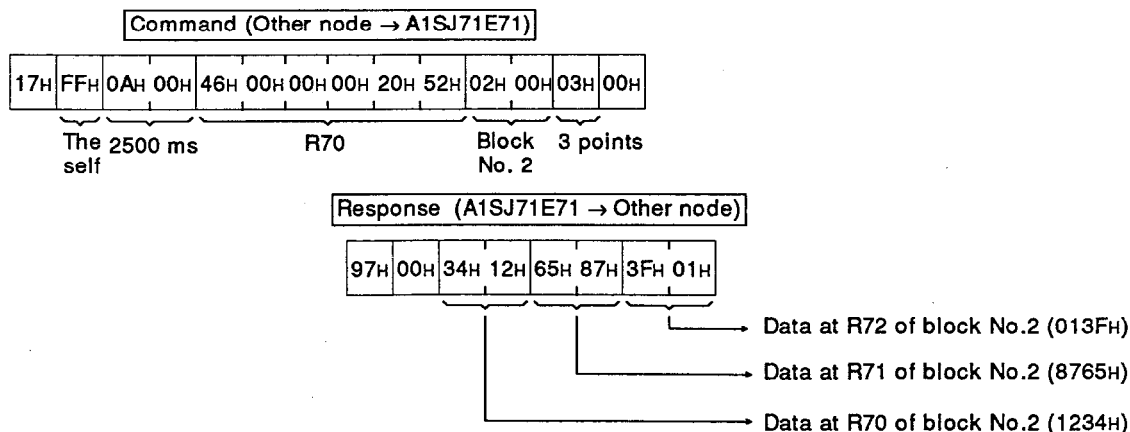 Command (Other node → A1SJ71E71)
17H FFH 0AH 00H 46H 00H 00H 00H 20H 52H 02H 00H 03H 00H
The self 2500 ms R70 Block No. 2 3 points
Response (A1SJ71E71 → Other node)
97H 00H 34H 12H 65H 87H 3FH 01H
Data at R72 of block No.2 (013FH)
Data at R71 of block No.2 (8765H)
Data at R70 of block No.2 (1234H)